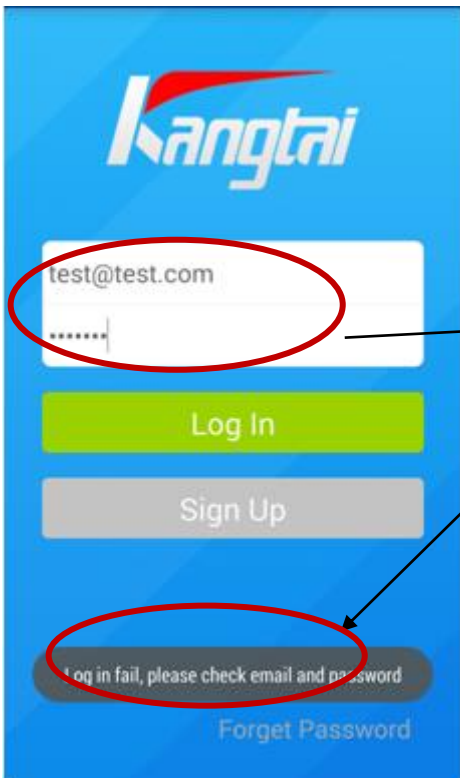 Kangtai
test@test.com
•••••••
Log In
Sign Up
Log in fail, please check email and password
Forget Password